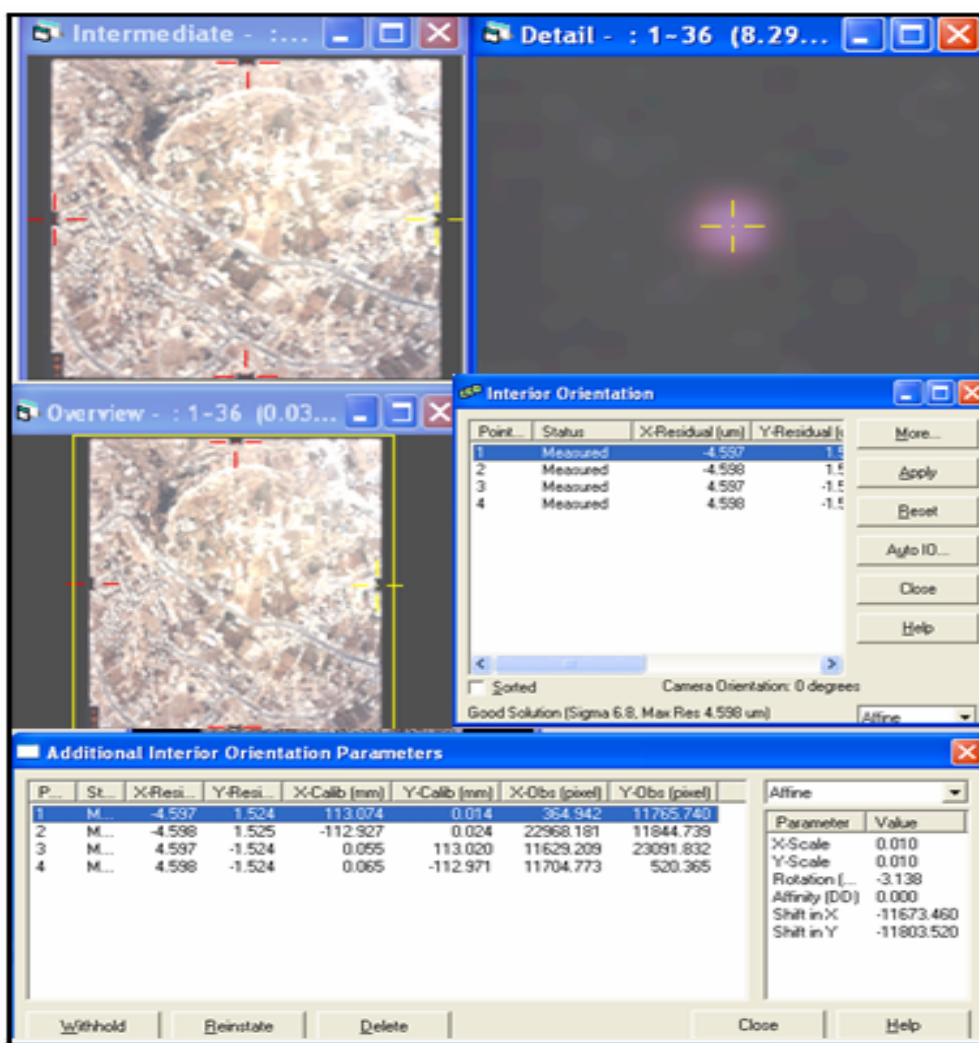 Intermediate - :...
Detail - : 1~36 (8.29...
Overview - : 1~36 (0.03...
Interior Orientation
Point... Status X-Residual (um) Y-Residual (u
1 Measured -4.597 1.5
2 Measured -4.598 1.5
3 Measured 4.597 -1.5
4 Measured 4.598 -1.5
More...
Apply
Reset
Auto IO...
Close
Help
Sorted Camera Orientation: 0 degrees
Good Solution (Sigma 6.8, Max Res 4.598 um) Affine
Additional Interior Orientation Parameters
P... St... X-Resi... Y-Resi... X-Calib (mm) Y-Calib (mm) X-Obs (pixel) Y-Obs (pixel)
1 M... -4.597 1.524 113.074 0.014 364.942 11765.740
2 M... -4.598 1.525 -112.927 0.024 22968.181 11844.739
3 M... 4.597 -1.524 0.055 113.020 11629.209 23091.832
4 M... 4.598 -1.524 0.065 -112.971 11704.773 520.365
Affine
Parameter Value
X-Scale 0.010
Y-Scale 0.010
Rotation (... -3.138
Affinity (DD) 0.000
Shift in X -11673.460
Shift in Y -11803.520
Withhold Reinstate Delete Close Help